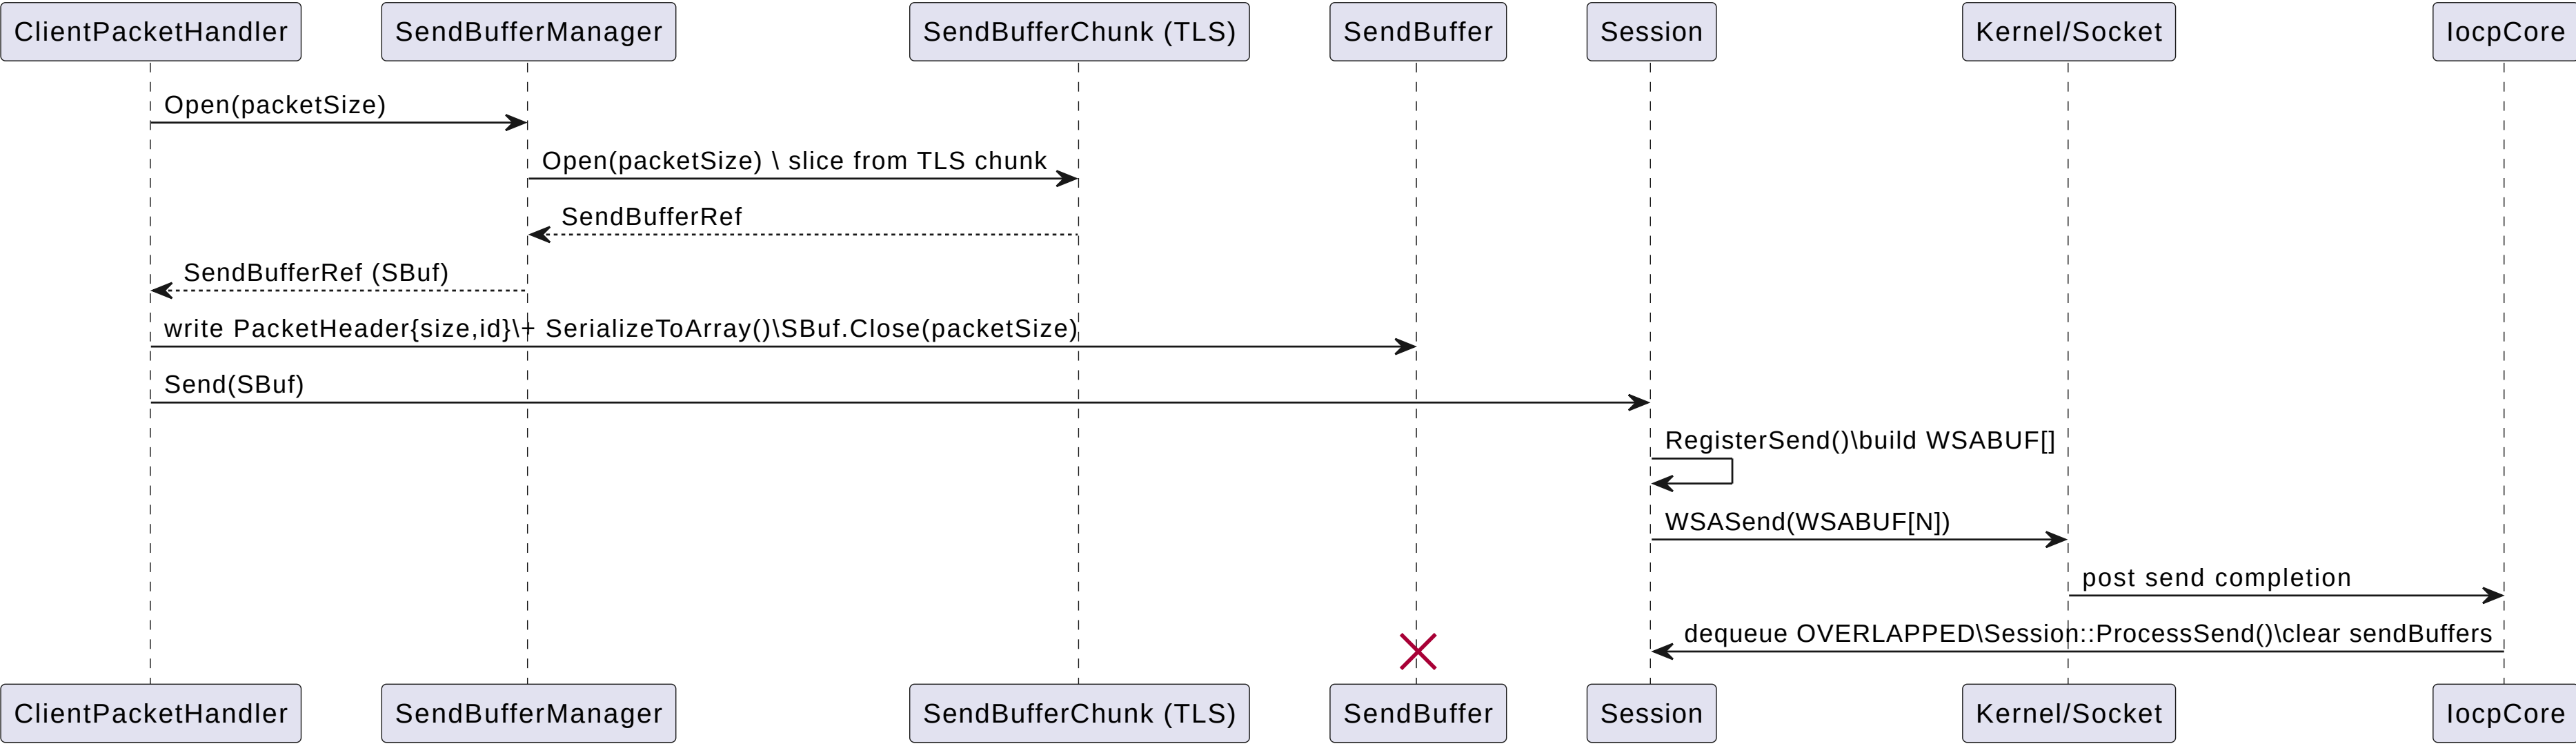 ClientPacketHandler
SendBufferManager
SendBufferChunk (TLS)
SendBuffer
Session
Kernel/Socket
IocpCore
Open(packetSize)
Open(packetSize) \ slice from TLS chunk
SendBufferRef
SendBufferRef (SBuf)
write PacketHeader{size,id}\+ SerializeToArray()\SBuf.Close(packetSize)
Send(SBuf)
RegisterSend()\build WSABUF[]
WSASend(WSABUF[N])
post send completion
dequeue OVERLAPPED\Session::ProcessSend()\clear sendBuffers
ClientPacketHandler
SendBufferManager
SendBufferChunk (TLS)
SendBuffer
Session
Kernel/Socket
IocpCore